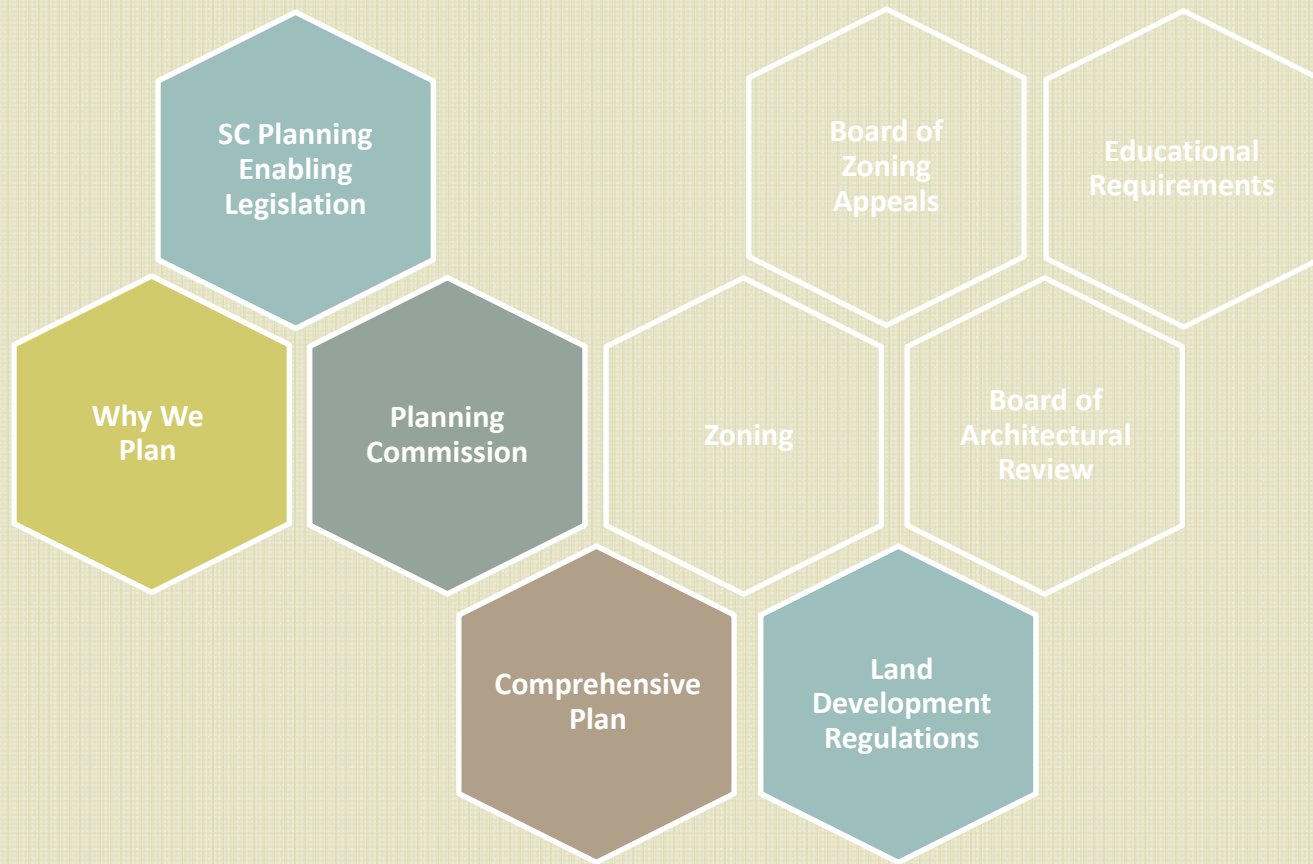 SC Planning
Enabling
Legislation
Board of
Zoning
Appeals
Educational
Requirements
Why We
Plan
Planning
Commission
Zoning
Board of
Architectural
Review
Comprehensive
Plan
Land
Development
Regulations